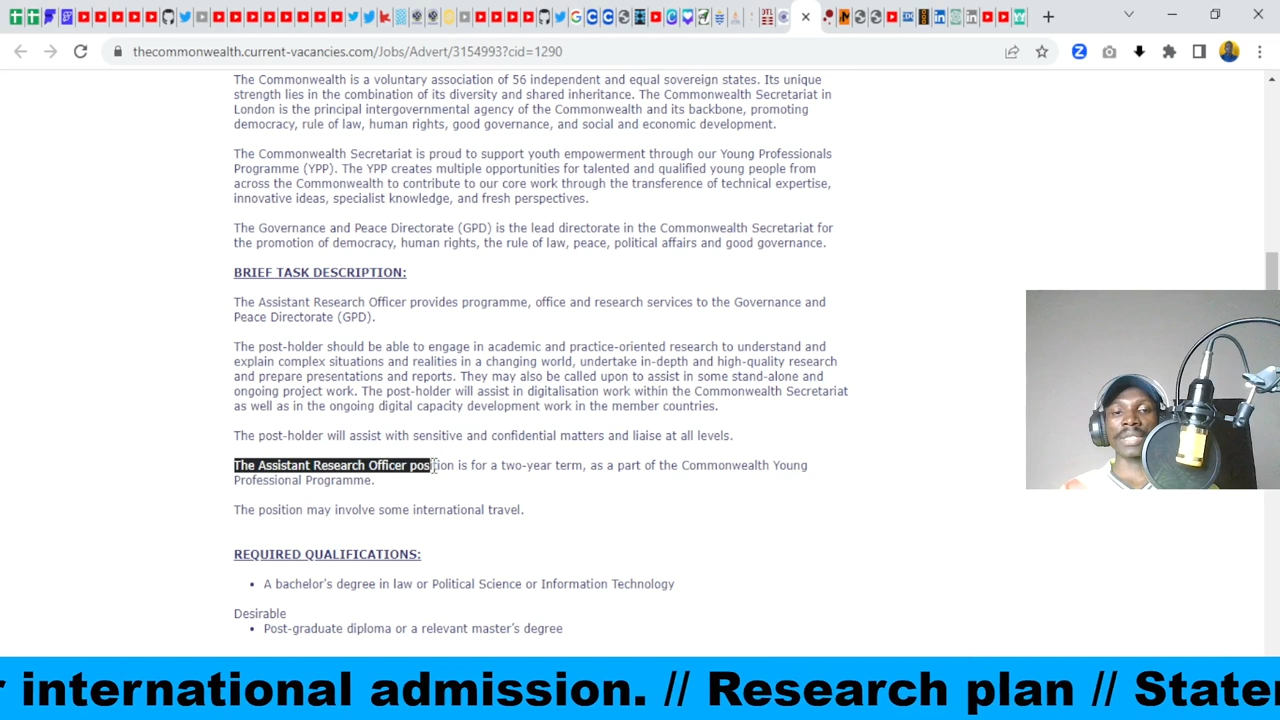 thecommonwealth.current-vacancies.com/Jobs/Advert/3154993?cid=1290
The Commonwealth is a voluntary association of 56 independent and equal sovereign states. Its unique
strength lies in the combination of its diversity and shared inheritance. The Commonwealth Secretariat in
London is the principal intergovernmental agency of the Commonwealth and its backbone, promoting
democracy, rule of law, human rights, good governance, and social and economic development.
The Commonwealth Secretariat is proud to support youth empowerment through our Young Professionals
Programme (YPP). The YPP creates multiple opportunities for talented and qualified young people from
across the Commonwealth to contribute to our core work through the transference of technical expertise,
innovative ideas, specialist knowledge, and fresh perspectives.
The Governance and Peace Directorate (GPD) is the lead directorate in the Commonwealth Secretariat for
the promotion of democracy, human rights, the rule of law, peace, political affairs and good governance.
BRIEF TASK DESCRIPTION:
The Assistant Research Officer provides programme, office and research services to the Governance and
Peace Directorate (GPD).
The post-holder should be able to engage in academic and practice-oriented research to understand and
explain complex situations and realities in a changing world, undertake in-depth and high-quality research
and prepare presentations and reports. They may also be called upon to assist in some stand-alone and
ongoing project work. The post-holder will assist in digitalisation work within the Commonwealth Secretariat
as well as in the ongoing digital capacity development work in the member countries.
The post-holder will assist with sensitive and confidential matters and liaise at all levels.
The Assistant Research Officer position is for a two-year term, as a part of the Commonwealth Young
Professional Programme.
The position may involve some international travel.
REQUIRED QUALIFICATIONS:
• A bachelor's degree in law or Political Science or Information Technology
Desirable
• Post-graduate diploma or a relevant master's degree
r international admission. // Research plan // Stater